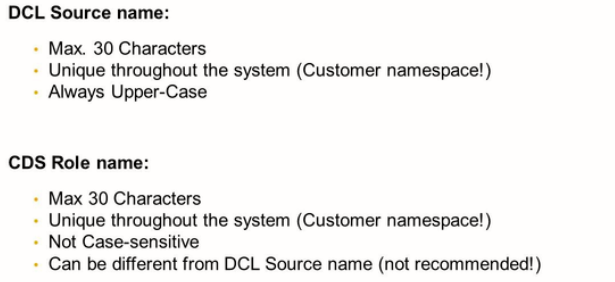 DCL Source name:
• Max. 30 Characters
• Unique throughout the system (Customer namespace!)
• Always Upper-Case
CDS Role name:
• Max 30 Characters
• Unique throughout the system (Customer namespace!)
• Not Case-sensitive
• Can be different from DCL Source name (not recommended!)